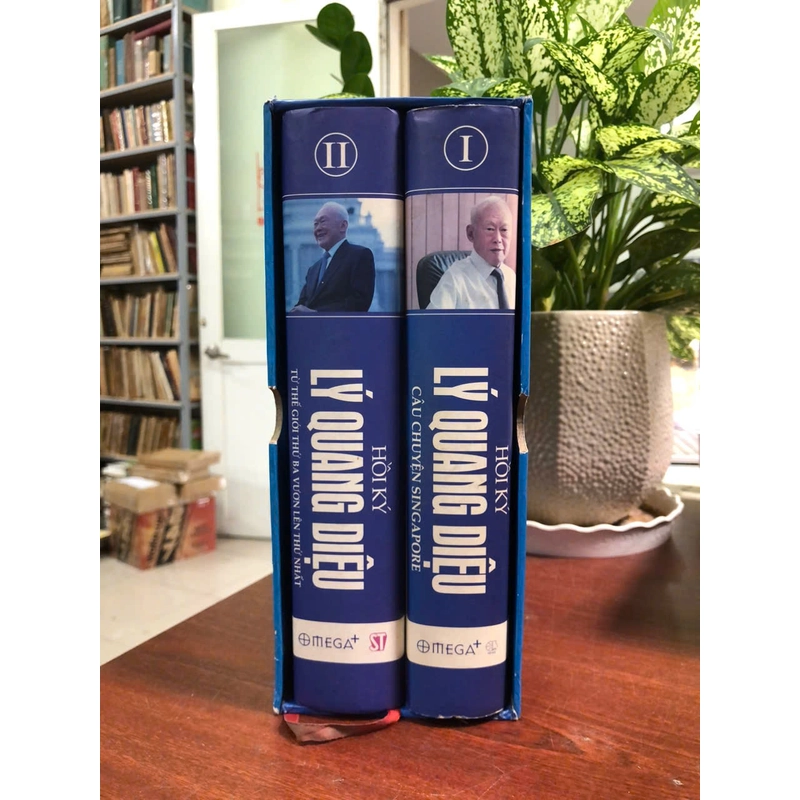 II
HỒI KÝ
LÝ QUANG DIỆU
TỪ THẾ GIỚI THỨ BA VƯƠN LÊN THỨ NHẤT
OMEGA+
ST
I
HỒI KÝ
LÝ QUANG DIỆU
CÂU CHUYỆN SINGAPORE
OMEGA+